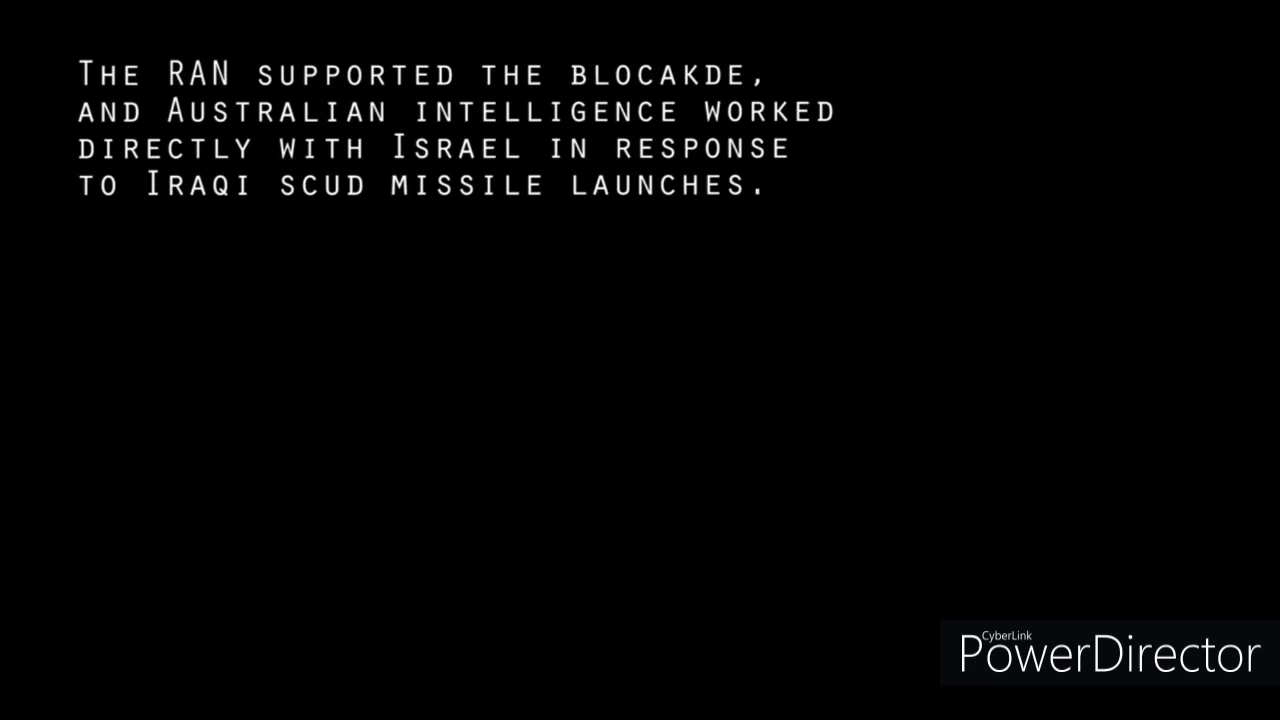 The RAN supported the blocakde,
and Australian intelligence worked
directly with Israel in response
to Iraqi scud missile launches.
CyberLink
PowerDirector